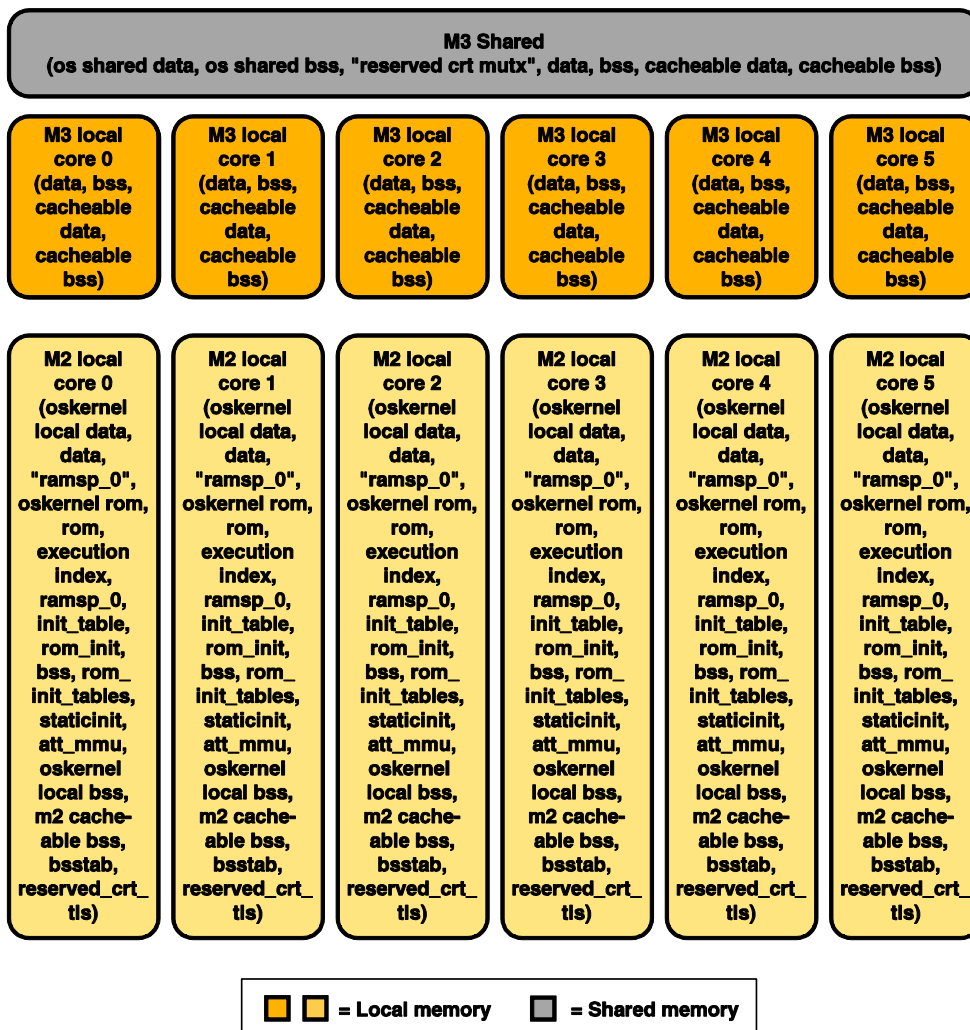 M3 Shared
(os shared data, os shared bss, "reserved crt mutx", data, bss, cacheable data, cacheable bss)
M3 local
core 0
(data, bss,
cacheable
data,
cacheable
bss)
M3 local
core 1
(data, bss,
cacheable
data,
cacheable
bss)
M3 local
core 2
(data, bss,
cacheable
data,
cacheable
bss)
M3 local
core 3
(data, bss,
cacheable
data,
cacheable
bss)
M3 local
core 4
(data, bss,
cacheable
data,
cacheable
bss)
M3 local
core 5
(data, bss,
cacheable
data,
cacheable
bss)
M2 local
core 0
(oskernel
local data,
data,
"ramsp_0",
oskernel rom,
rom,
execution
index,
ramsp_0,
init_table,
rom_init,
bss, rom_
init_tables,
staticinit,
att_mmu,
oskernel
local bss,
m2 cache-
able bss,
bsstab,
reserved_crt_
tls)
M2 local
core 1
(oskernel
local data,
data,
"ramsp_0",
oskernel rom,
rom,
execution
index,
ramsp_0,
init_table,
rom_init,
bss, rom_
init_tables,
staticinit,
att_mmu,
oskernel
local bss,
m2 cache-
able bss,
bsstab,
reserved_crt_
tls)
M2 local
core 2
(oskernel
local data,
data,
"ramsp_0",
oskernel rom,
rom,
execution
index,
ramsp_0,
init_table,
rom_init,
bss, rom_
init_tables,
staticinit,
att_mmu,
oskernel
local bss,
m2 cache-
able bss,
bsstab,
reserved_crt_
tls)
M2 local
core 3
(oskernel
local data,
data,
"ramsp_0",
oskernel rom,
rom,
execution
index,
ramsp_0,
init_table,
rom_init,
bss, rom_
init_tables,
staticinit,
att_mmu,
oskernel
local bss,
m2 cache-
able bss,
bsstab,
reserved_crt_
tls)
M2 local
core 4
(oskernel
local data,
data,
"ramsp_0",
oskernel rom,
rom,
execution
index,
ramsp_0,
init_table,
rom_init,
bss, rom_
init_tables,
staticinit,
att_mmu,
oskernel
local bss,
m2 cache-
able bss,
bsstab,
reserved_crt_
tls)
M2 local
core 5
(oskernel
local data,
data,
"ramsp_0",
oskernel rom,
rom,
execution
index,
ramsp_0,
init_table,
rom_init,
bss, rom_
init_tables,
staticinit,
att_mmu,
oskernel
local bss,
m2 cache-
able bss,
bsstab,
reserved_crt_
tls)
= Local memory
= Shared memory